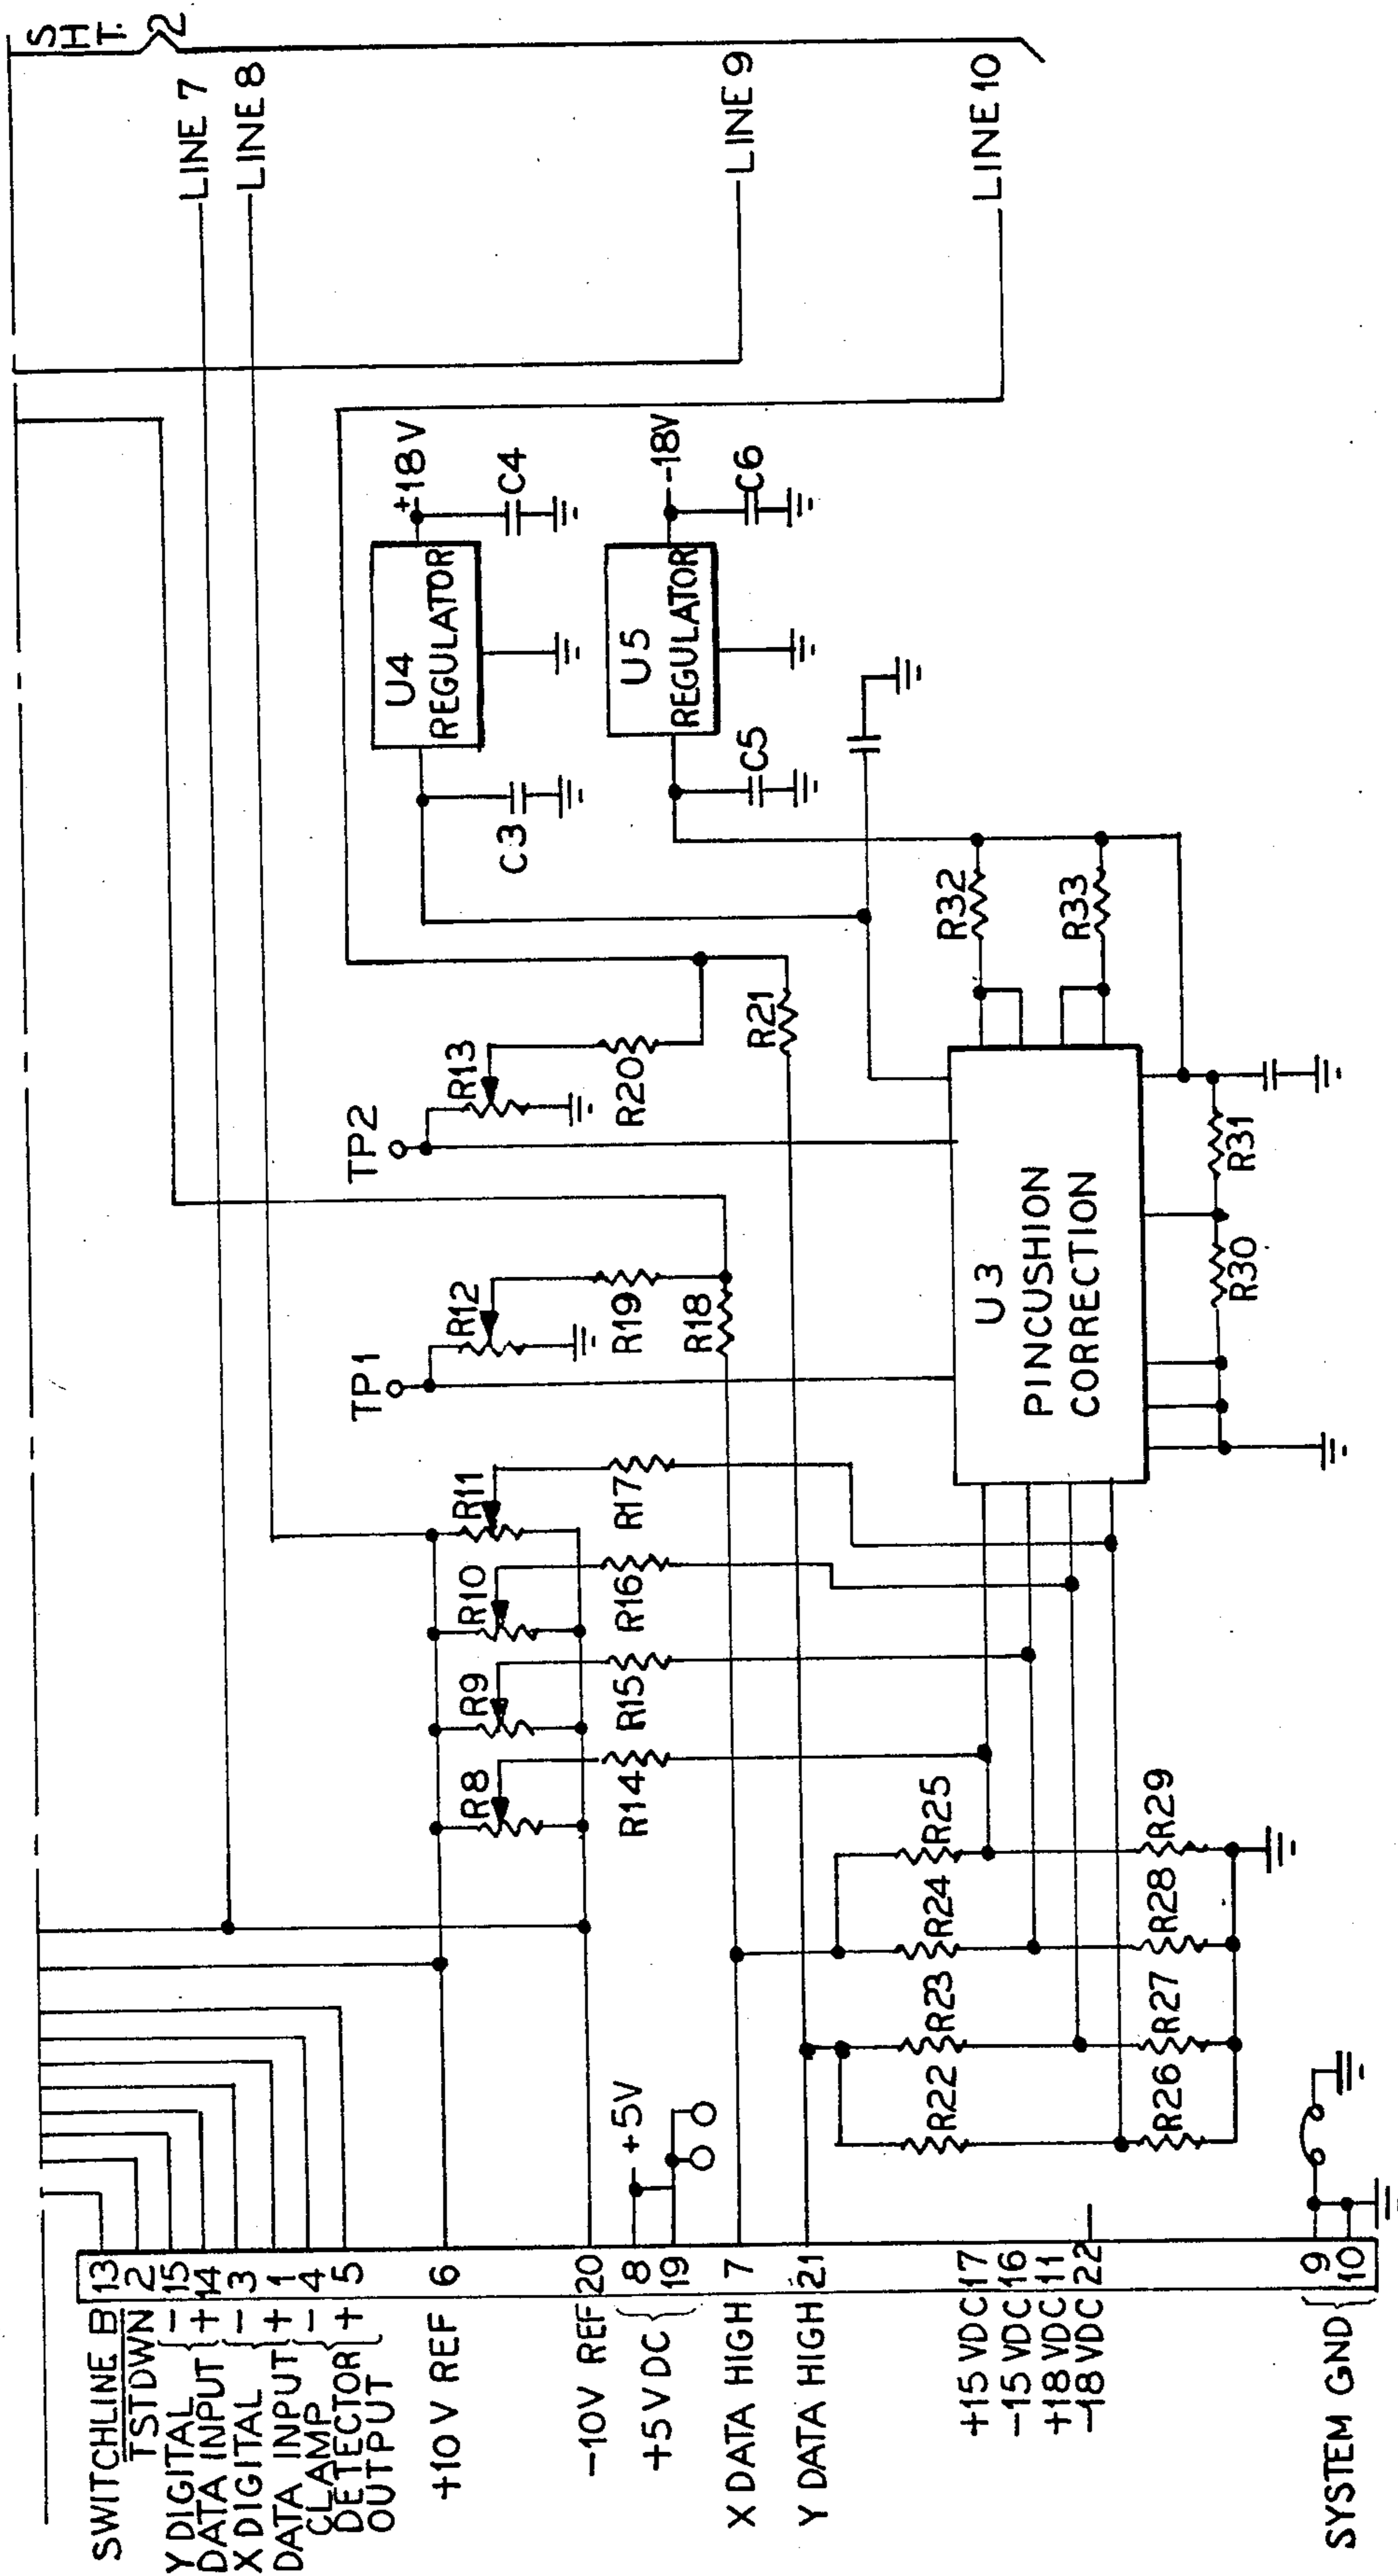 SHT. 2
LINE 7
LINE 8
LINE 9
LINE 10
+18V
C4
U4
REGULATOR
C3
-18V
C6
U5
REGULATOR
C5
TP2
R13
R20
R21
R32
R33
TP1
R12
R19
R18
U3
PINCUSHION
CORRECTION
R31
R30
R11
R10
R9
R8
R17
R16
R15
R14
R25
R24
R23
R22
R29
R28
R27
R26
+5V
SWITCHLINE B 13
TSTDWN 2
Y DIGITAL - 15
DATA INPUT + 14
X DIGITAL - 3
DATA INPUT + 1
CLAMP - 4
DETECTOR + 5
OUTPUT
+10V REF 6
-10V REF 20
+5V DC 8
19
X DATA HIGH 7
Y DATA HIGH 21
+15 VDC 17
-15 VDC 16
+18 VDC 11
-18 VDC 22
SYSTEM GND 9
10